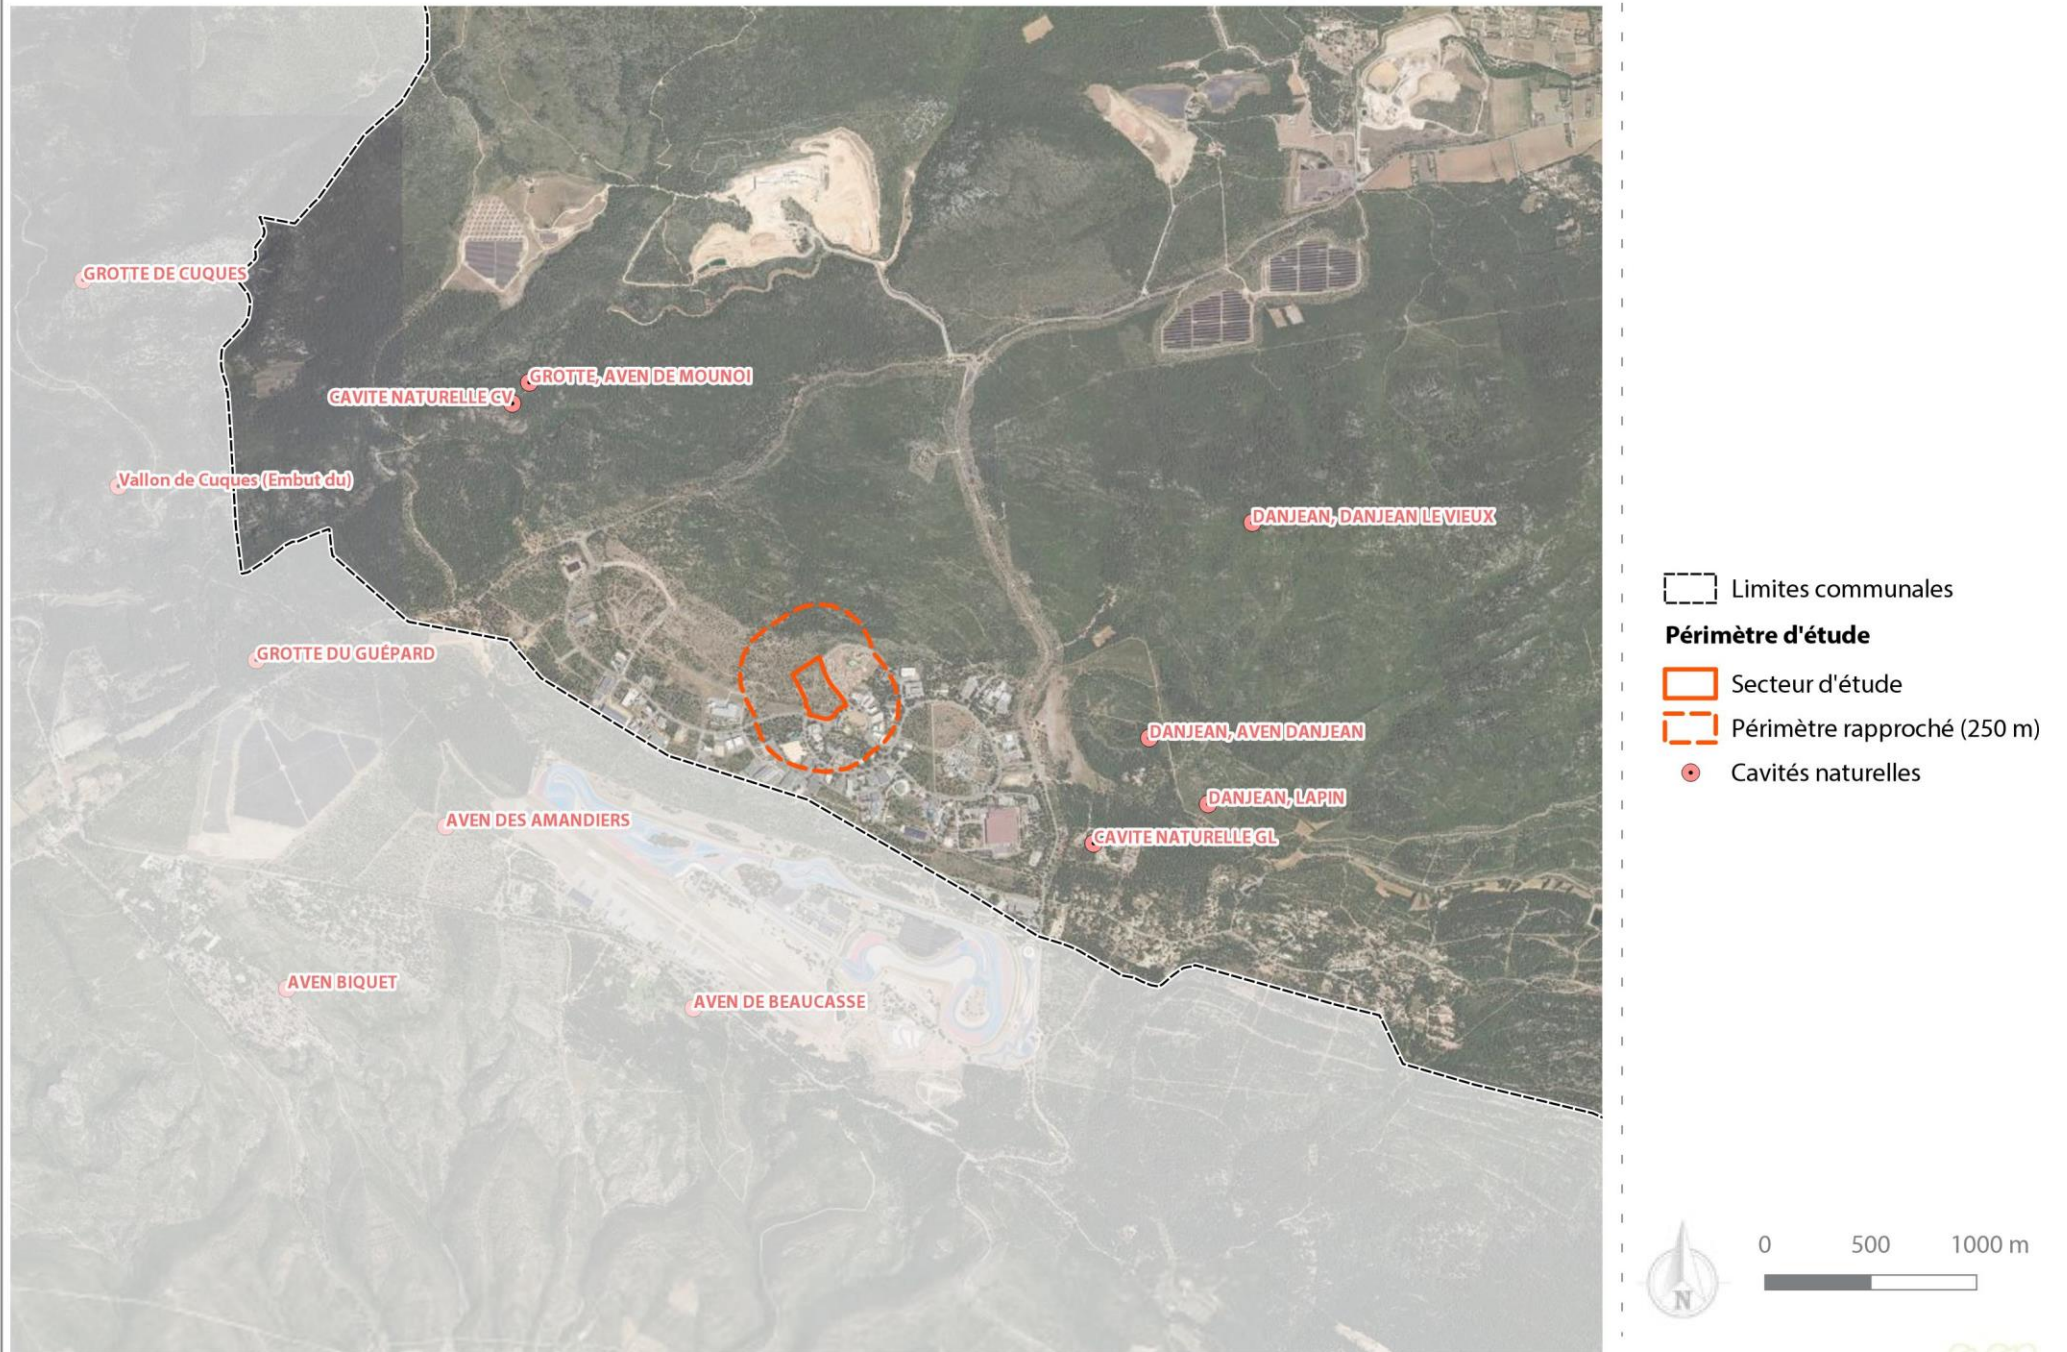 GROTTE DE CUQUES
GROTTE, AVEN DE MOUNOI
CAVITE NATURELLE CV
Vallon de Cuques (Embut du)
DANJEAN, DANJEAN LE VIEUX
GROTTE DU GUÉPARD
DANJEAN, AVEN DANJEAN
DANJEAN, LAPIN
AVEN DES AMANDIERS
CAVITE NATURELLE GL
AVEN BIQUET
AVEN DE BEAUCASSE
Limites communales
Périmètre d'étude
Secteur d'étude
Périmètre rapproché (250 m)
Cavités naturelles
0 500 1000 m
N